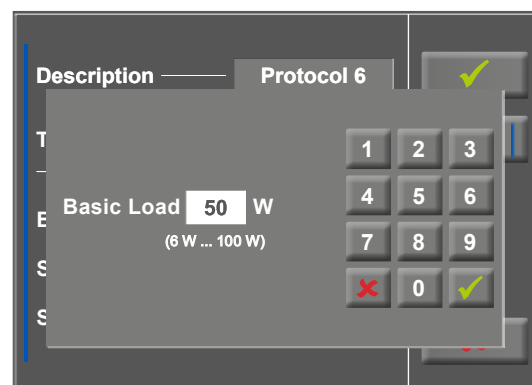 Description Protocol 6
T
1 2 3
4 5 6
B
Basic Load 50 W
(6 W ... 100 W)
7 8 9
S
0
S